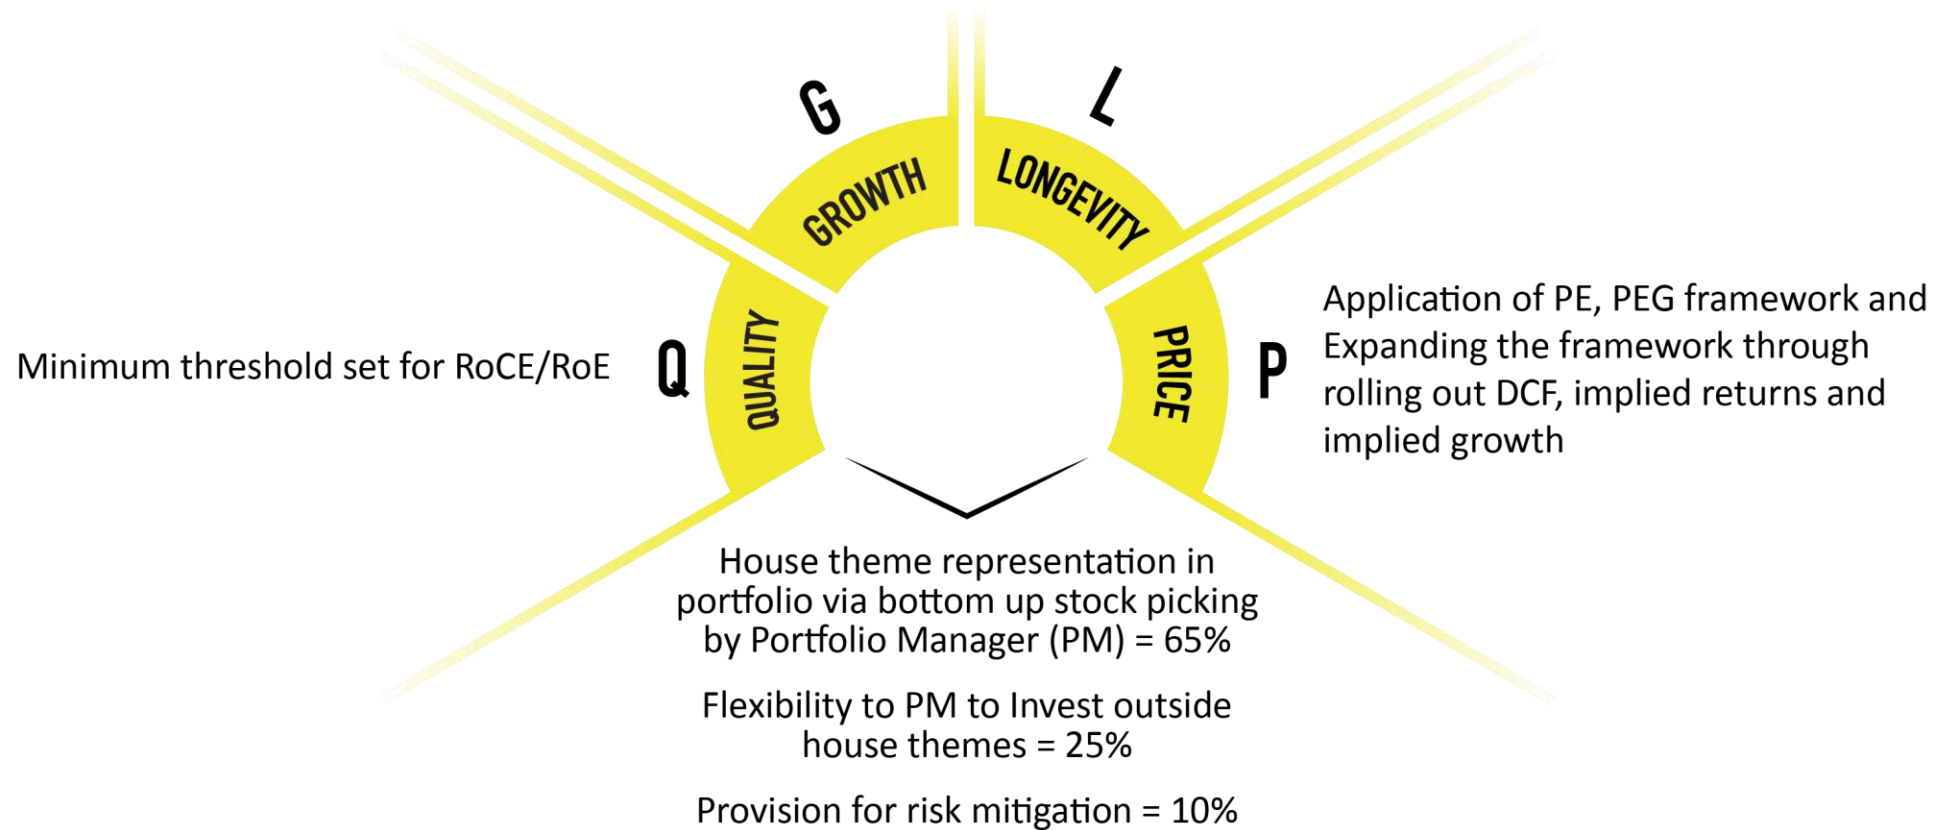 G
L
GROWTH
LONGEVITY
QUALITY
PRICE
Minimum threshold set for RoCE/RoE
Q
P
Application of PE, PEG framework and
Expanding the framework through
rolling out DCF, implied returns and
implied growth
House theme representation in
portfolio via bottom up stock picking
by Portfolio Manager (PM) = 65%
Flexibility to PM to Invest outside
house themes = 25%
Provision for risk mitigation = 10%